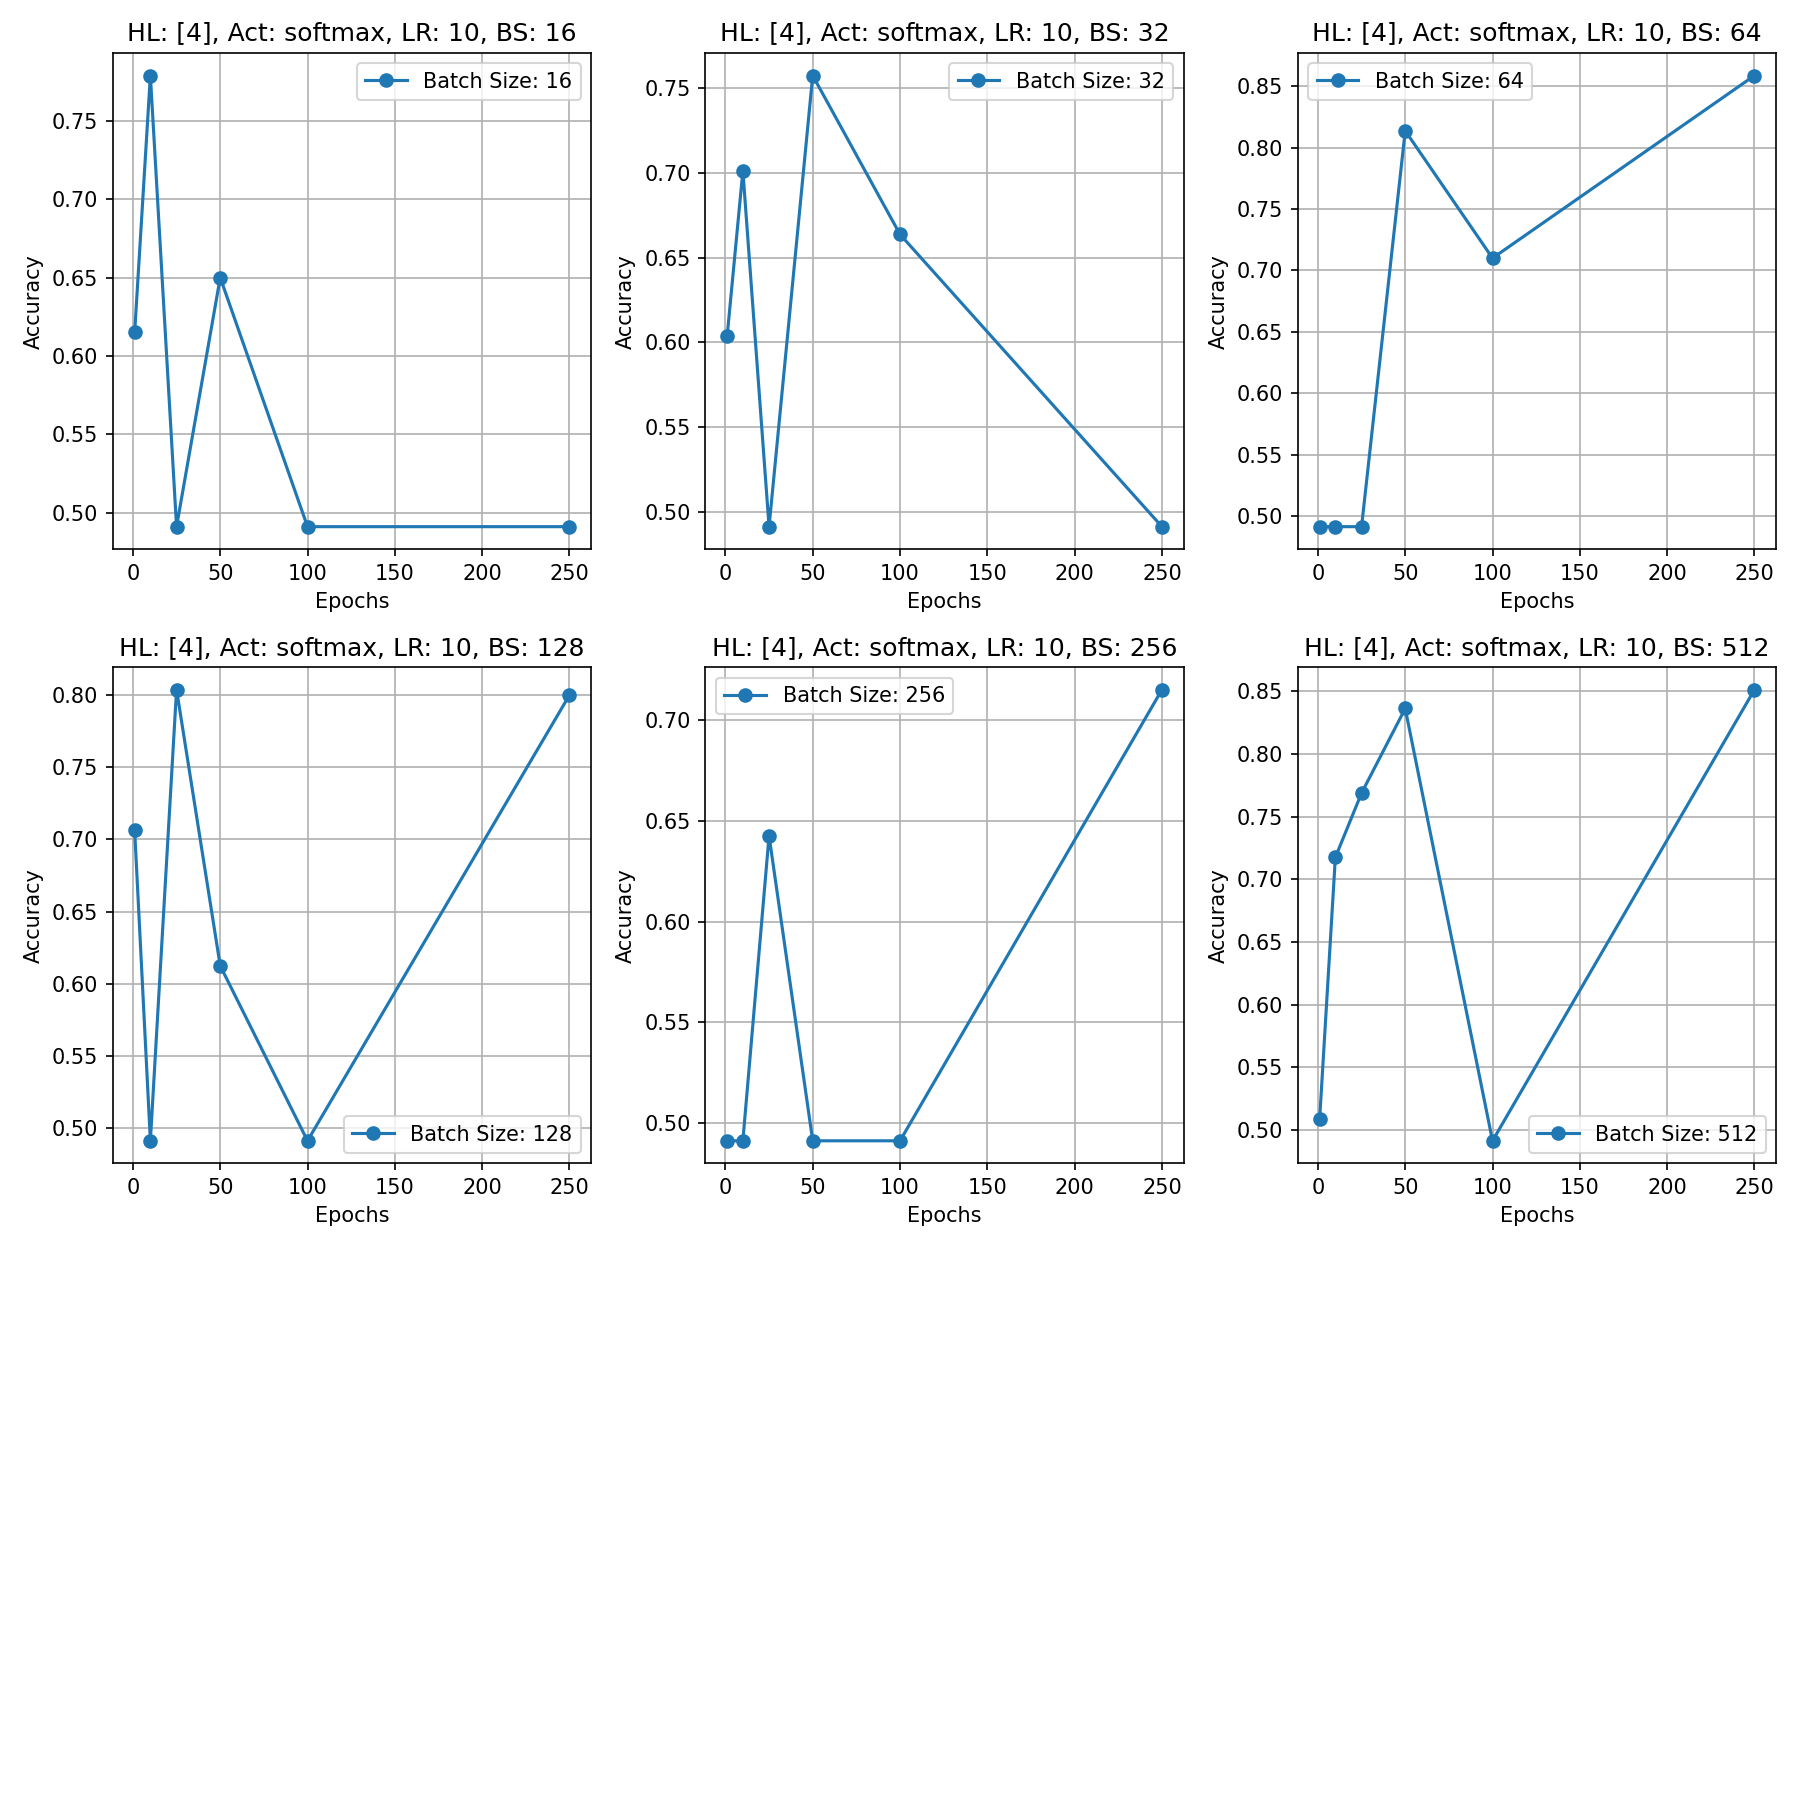 HL: [4], Act: softmax, LR: 10, BS: 16
Batch Size: 16
0.75
0.70
0.65
0.60
0.55
0.50
Accuracy
0 50 100 150 200 250
Epochs
HL: [4], Act: softmax, LR: 10, BS: 32
Batch Size: 32
0.75
0.70
0.65
0.60
0.55
0.50
Accuracy
0 50 100 150 200 250
Epochs
HL: [4], Act: softmax, LR: 10, BS: 64
Batch Size: 64
0.85
0.80
0.75
0.70
0.65
0.60
0.55
0.50
Accuracy
0 50 100 150 200 250
Epochs
HL: [4], Act: softmax, LR: 10, BS: 128
0.80
0.75
0.70
0.65
0.60
0.55
0.50
Accuracy
Batch Size: 128
0 50 100 150 200 250
Epochs
HL: [4], Act: softmax, LR: 10, BS: 256
Batch Size: 256
0.70
0.65
0.60
0.55
0.50
Accuracy
0 50 100 150 200 250
Epochs
HL: [4], Act: softmax, LR: 10, BS: 512
0.85
0.80
0.75
0.70
0.65
0.60
0.55
0.50
Accuracy
Batch Size: 512
0 50 100 150 200 250
Epochs